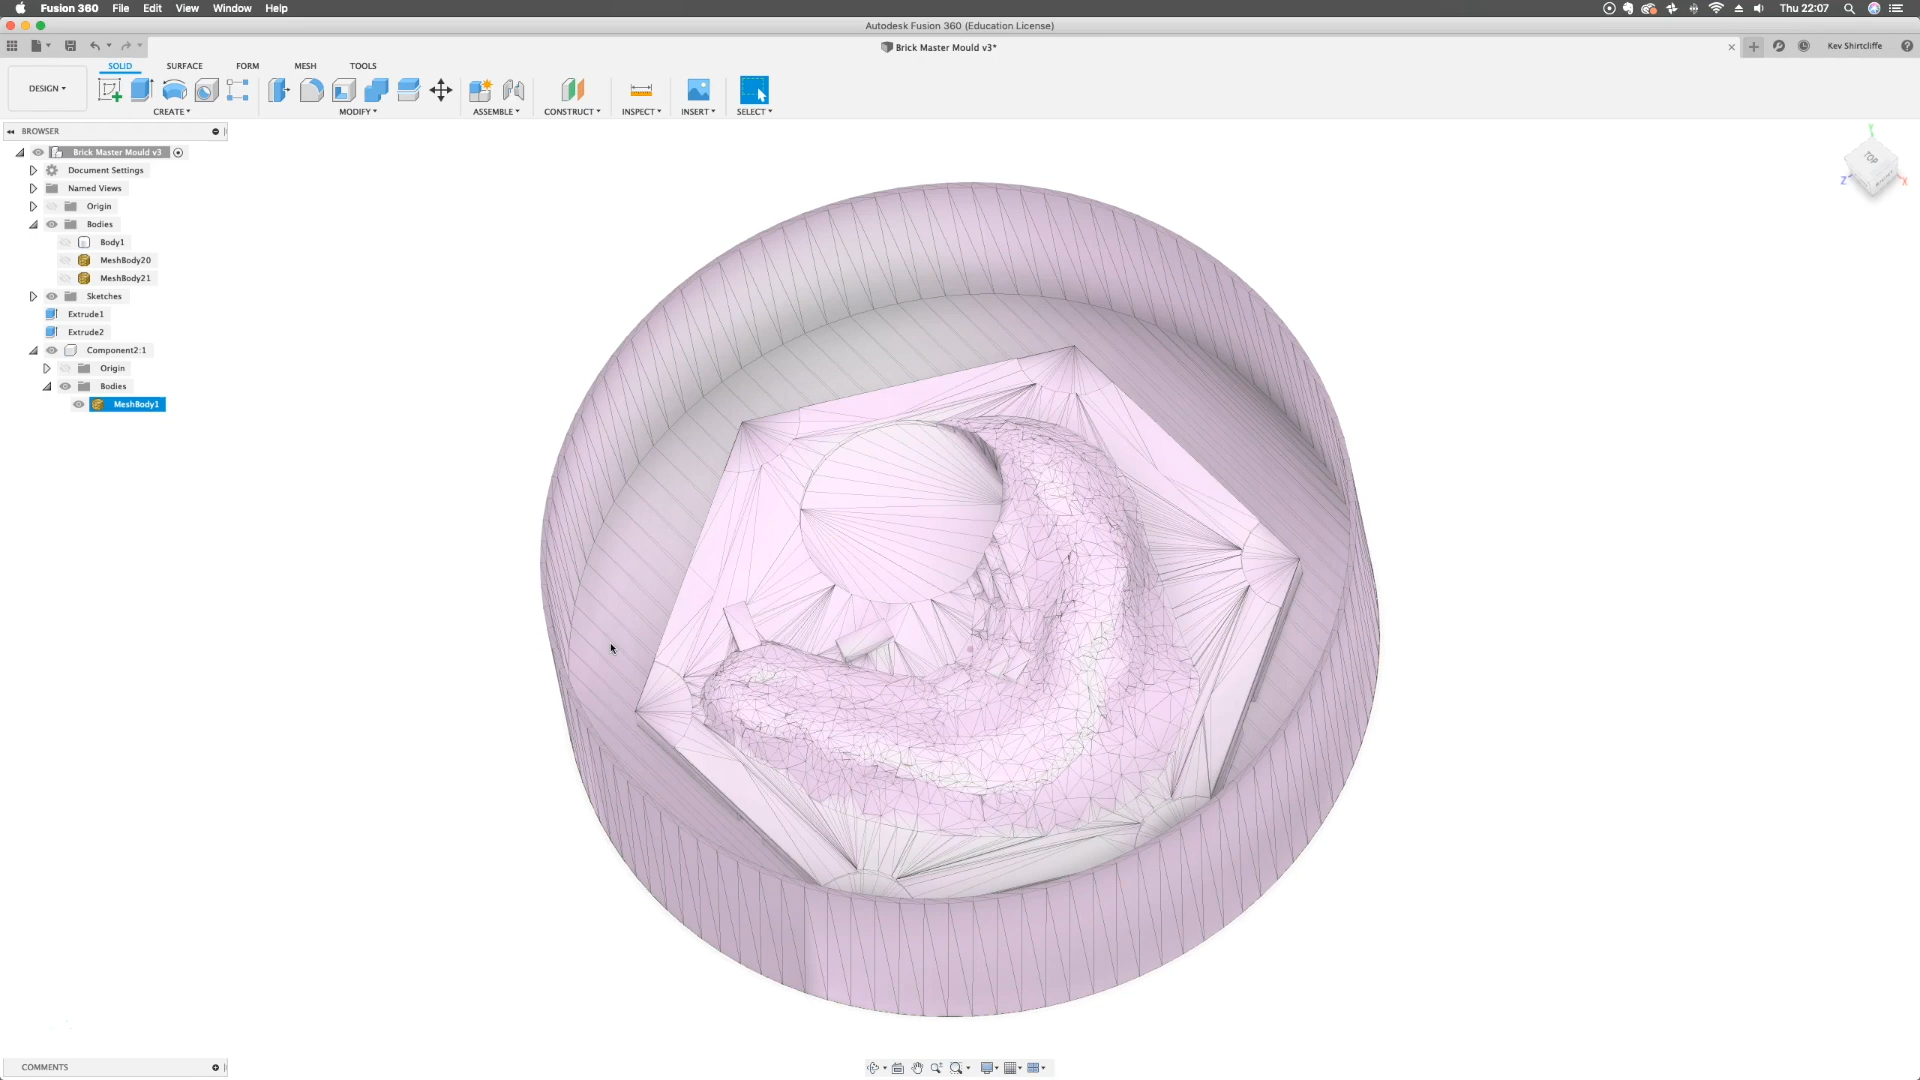 Fusion 360 File Edit View Window Help
Thu 22:07
Autodesk Fusion 360 (Education License)
Brick Master Mould v3*
Kev Shirtcliffe
DESIGN
SOLID SURFACE FORM MESH TOOLS
CREATE MODIFY ASSEMBLE CONSTRUCT INSPECT INSERT SELECT
BROWSER
Brick Master Mould v3
Document Settings
Named Views
Origin
Bodies
Body1
MeshBody20
MeshBody21
Sketches
Extrude1
Extrude2
Component2:1
Origin
Bodies
MeshBody1
Y
TOP
Z
X
COMMENTS